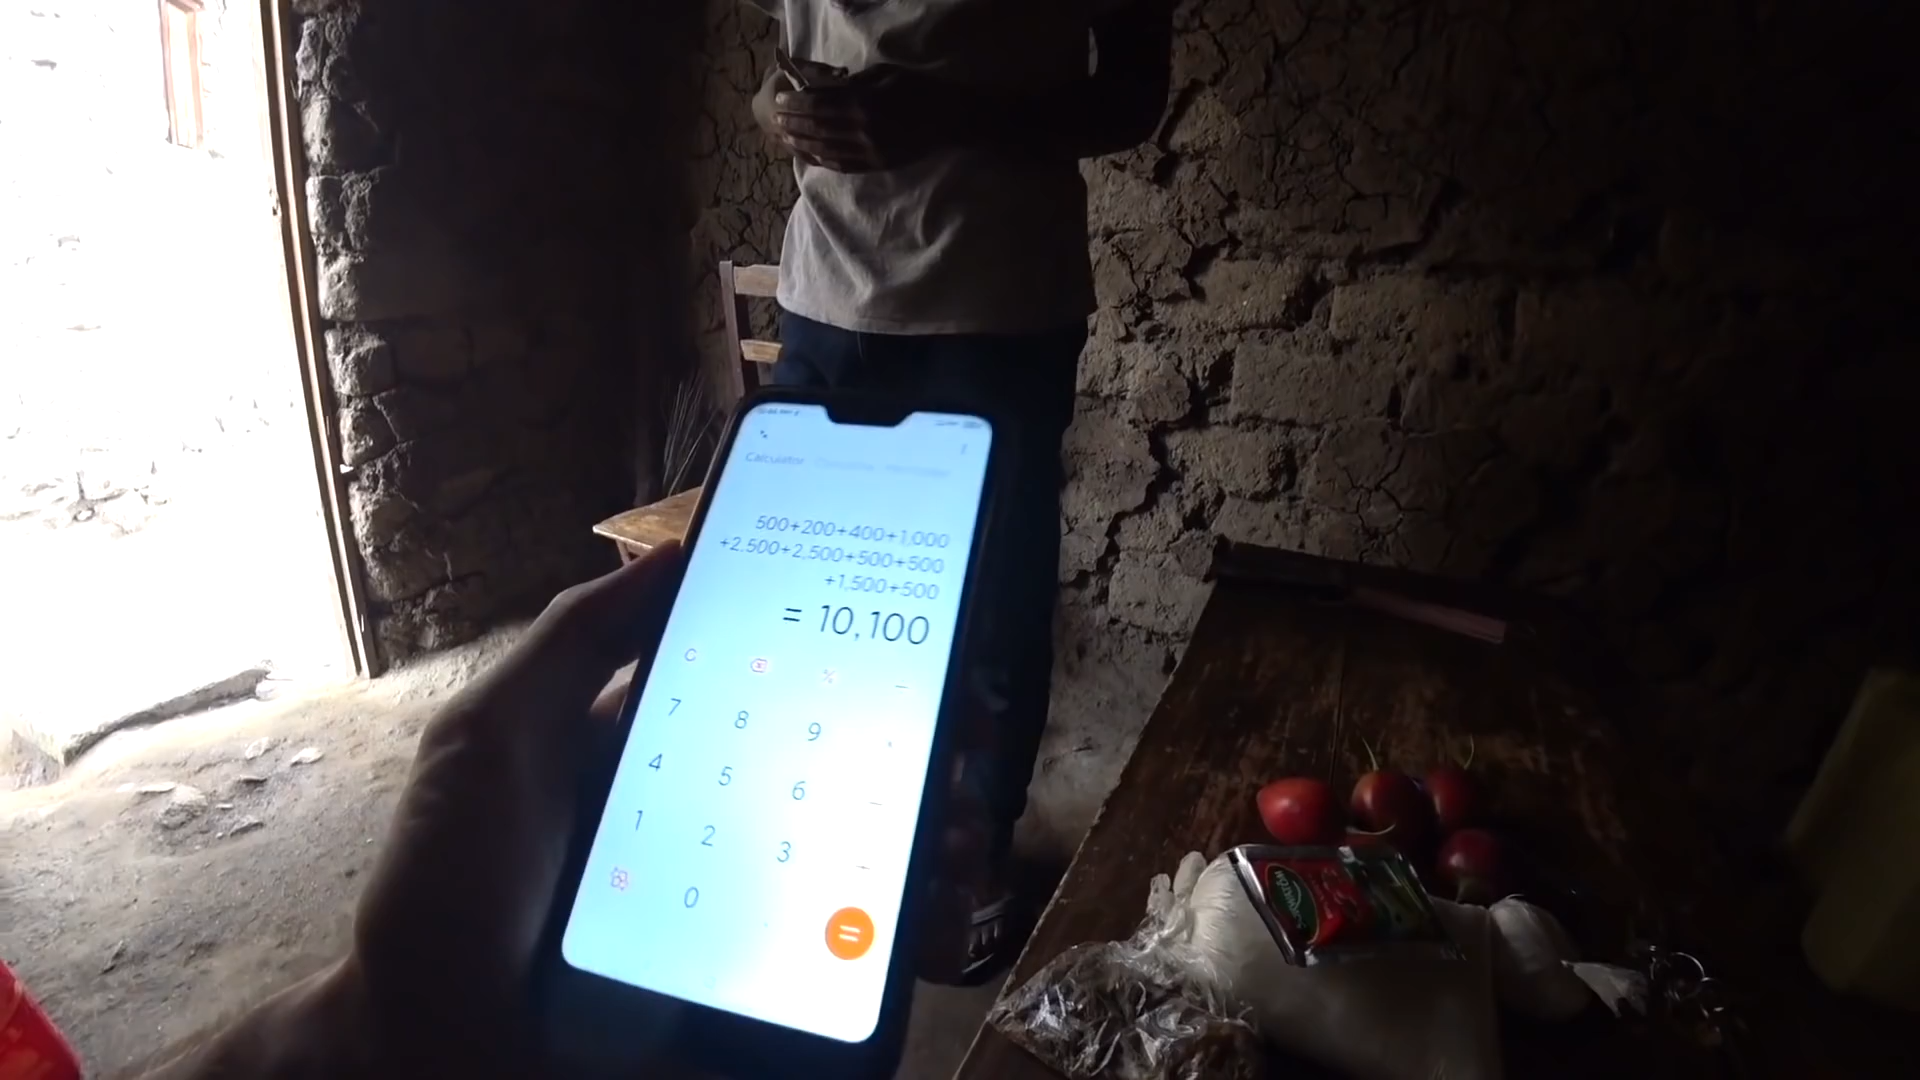 Calculator
500+200+400+1,000
+2,500+2,500+500+500
+1,500+500
= 10,100
C
%
7 8 9
4 5 6
1 2 3
0
=